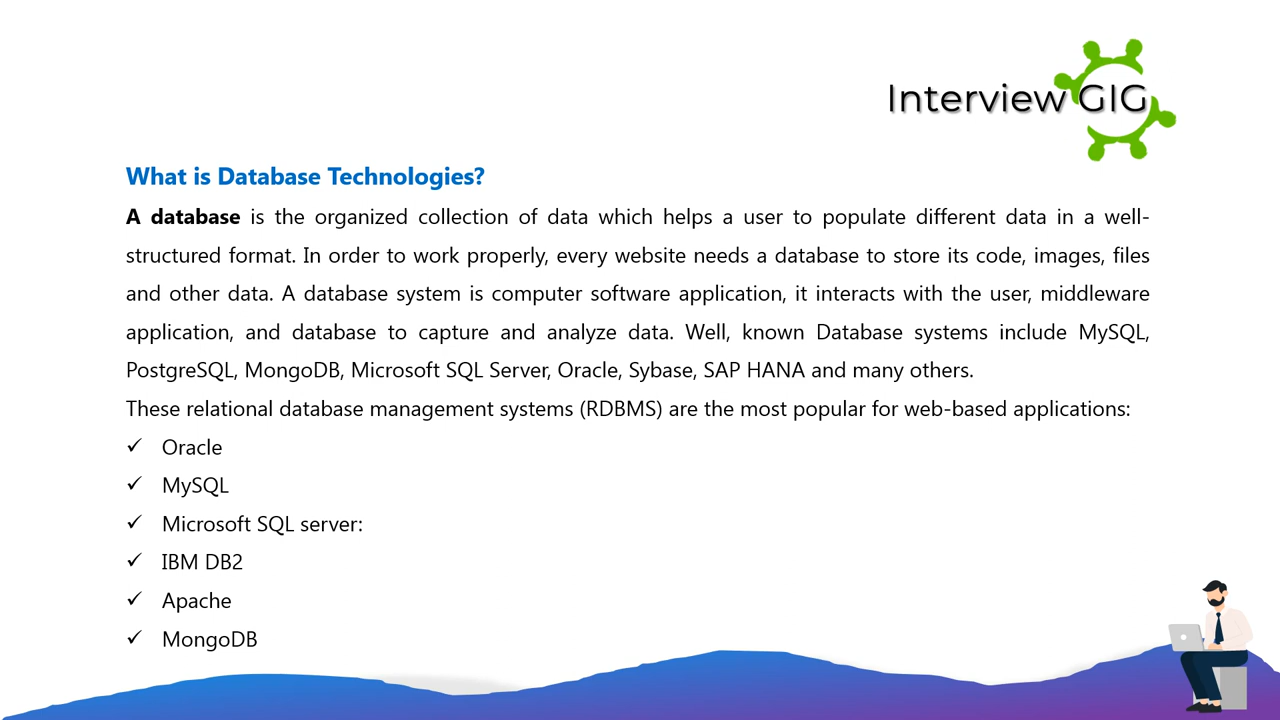 Interview GIG
What is Database Technologies?
A database is the organized collection of data which helps a user to populate different data in a well-
structured format. In order to work properly, every website needs a database to store its code, images, files
and other data. A database system is computer software application, it interacts with the user, middleware
application, and database to capture and analyze data. Well, known Database systems include MySQL,
PostgreSQL, MongoDB, Microsoft SQL Server, Oracle, Sybase, SAP HANA and many others.
These relational database management systems (RDBMS) are the most popular for web-based applications:
✓ Oracle
✓ MySQL
✓ Microsoft SQL server:
✓ IBM DB2
✓ Apache
✓ MongoDB